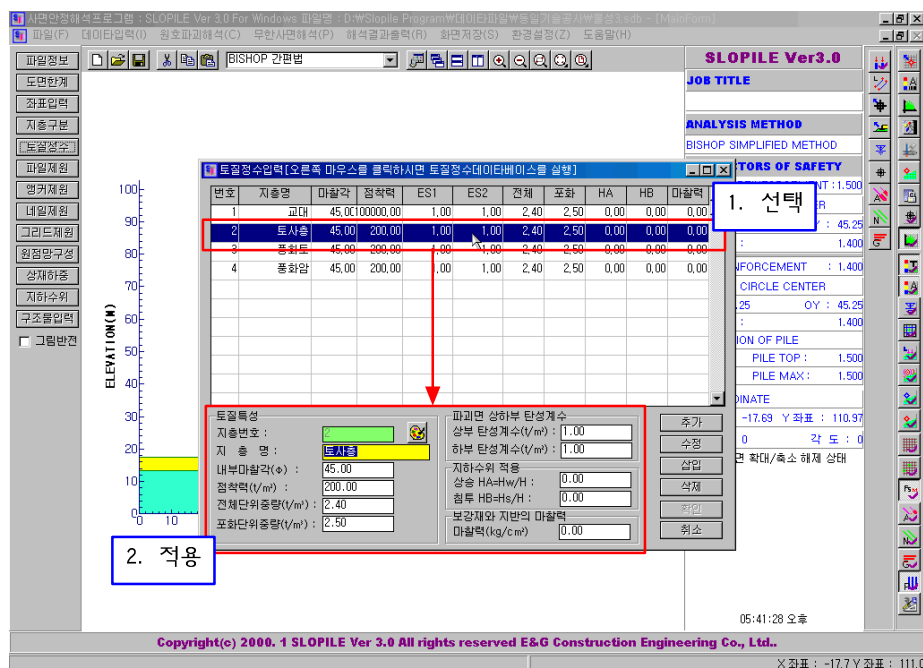 사면안정해석프로그램 : SLOPILE Ver 3.0 For Windows 파일명 : D:\Slopile Program\데이타파일\동일기술공사\물성3.sdb - [MainForm]
파일(F) 데이타입력(I) 원호파괴해석(C) 무한사면해석(P) 해석결과출력(R) 화면저장(S) 환경설정(Z) 도움말(H)
파일정보
도면한계
좌표입력
지층구분
토질성수
파일제원
앵커제원
네일제원
그리드제원
원점망구성
상재하중
지하수위
구조물입력
그림반전
BISHOP 간편법
SLOPILE Ver3.0
JOB TITLE
ANALYSIS METHOD
BISHOP SIMPLIFIED METHOD
TORS OF SAFETY
NT : 1.500
ER
Y : 45.25
: 1.400
NFORCEMENT : 1.400
CIRCLE CENTER
.25 OY : 45.25
: 1.400
ION OF PILE
PILE TOP : 1.500
PILE MAX : 1.500
DINATE
-17.69 Y 좌표 : 110.97
0 각 도 : 0
면 확대/축소 해제 상태
05:41:28 오후
토질정수입력[오른쪽 마우스를 클릭하시면 토질정수데이타베이스를 실행]
번호 지층명 마찰각 점착력 ES1 ES2 전체 포화 HA HB 마찰력
1 교대 45,00 100000,00 1,00 1,00 2,40 2,50 0,00 0,00 0,00
2 토사층 45,00 200,00 1,00 1,00 2,40 2,50 0,00 0,00 0,00
3 풍화토 45,00 200,00 1,00 1,00 2,40 2,50 0,00 0,00 0,00
4 풍화암 45,00 200,00 1,00 1,00 2,40 2,50 0,00 0,00 0,00
1. 선택
토질특성
지층번호 : 2
지 층 명 : 토사층
내부마찰각(Φ) : 45.00
점착력(t/m²) : 200.00
전체단위중량(t/m³) : 2.40
포화단위중량(t/m³) : 2.50
파괴면 상하부 탄성계수
상부 탄성계수(t/m²) : 1.00
하부 탄성계수(t/m²) : 1.00
지하수위 적용
상승 HA=Hw/H : 0.00
침투 HB=Hs/H : 0.00
보강재와 지반의 마찰력
마찰력(kg/cm²) 0.00
추가
수정
삽입
삭제
확인
취소
2. 적용
ELEVATION(M)
100
90
80
70
60
50
40
30
20
10
0
0 10
Copyright(c) 2000. 1 SLOPILE Ver 3.0 All rights reserved E&G Construction Engineering Co., Ltd..
X 좌표 : -17.7 Y 좌표 : 111.0